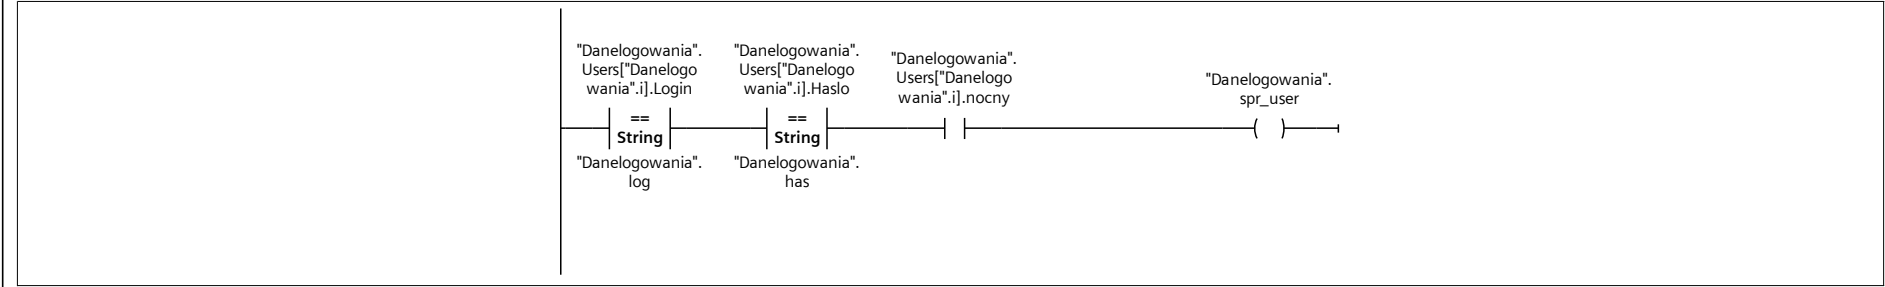 "Danelogowania".
Users["Danelogo
wania".i].Login
==
String
"Danelogowania".
log
"Danelogowania".
Users["Danelogo
wania".i].Haslo
==
String
"Danelogowania".
has
"Danelogowania".
Users["Danelogo
wania".i].nocny
"Danelogowania".
spr_user